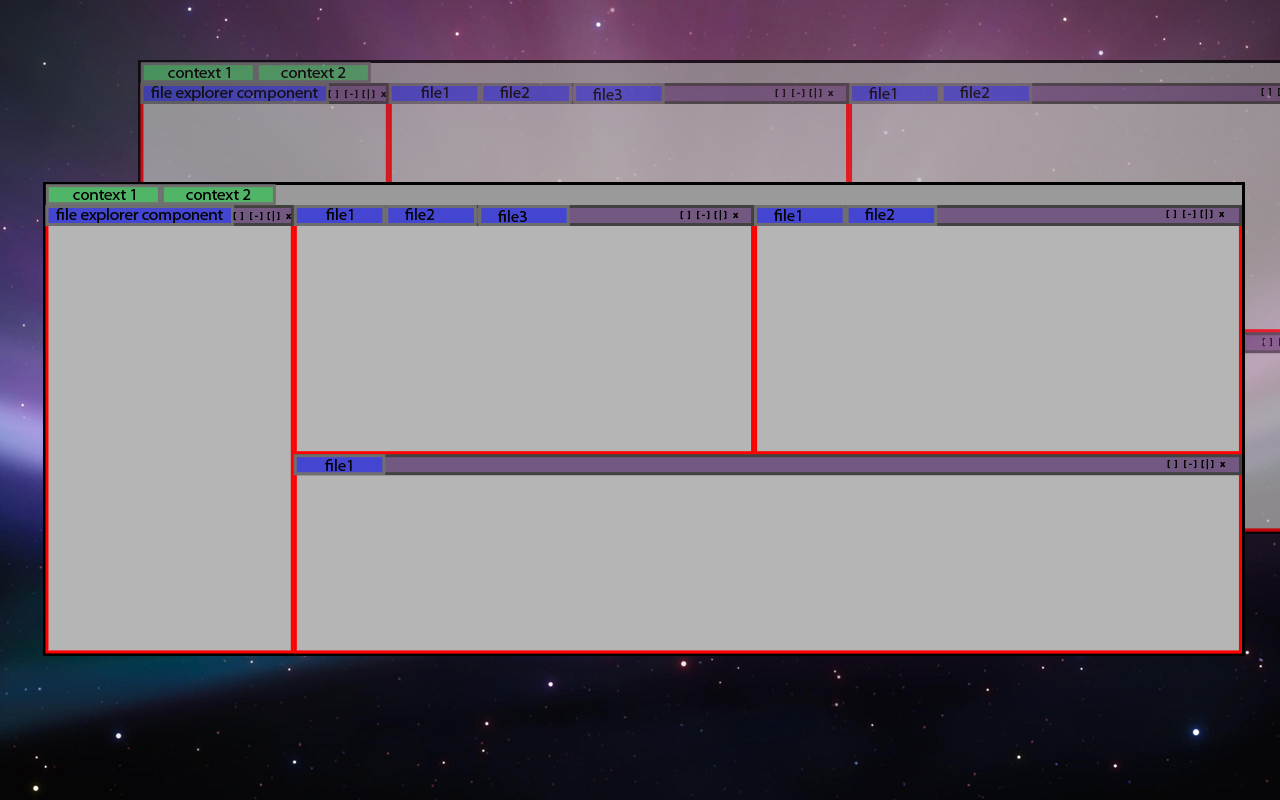 context 1 context 2
file explorer component [ ] [-] [|] x file1 file2 file3 [ ] [-] [|] x file1 file2 [ ] [
context 1 context 2
file explorer component [ ] [-] [|] x file1 file2 file3 [ ] [-] [|] x file1 file2 [ ] [-] [|] x
[ ] [
file1 [ ] [-] [|] x